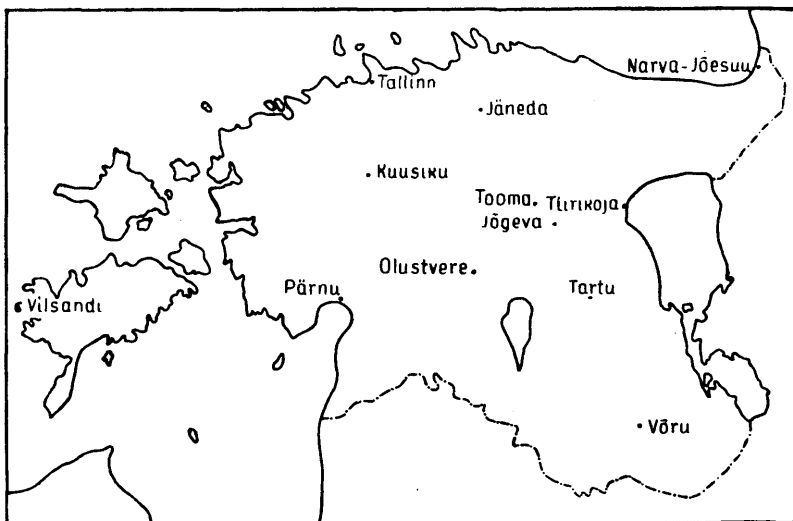 Narva-Jõesuu
Tallinn
Jäneda
Kuusiku
Tooma
Tiirikoja
Jõgeva
Olustvere
Pärnu
Tartu
Vilsandi
Võru